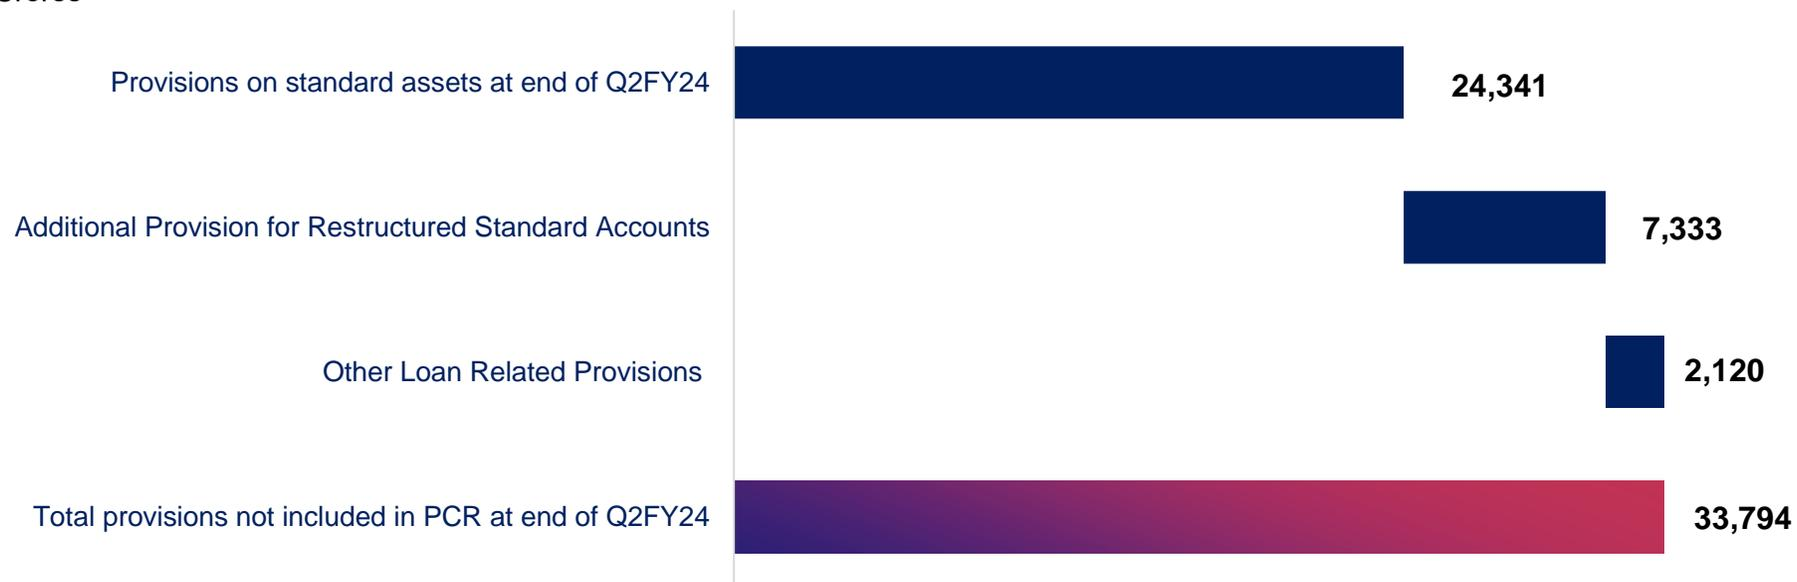 Provisions on standard assets at end of Q2FY24 24,341
Additional Provision for Restructured Standard Accounts 7,333
Other Loan Related Provisions 2,120
Total provisions not included in PCR at end of Q2FY24 33,794